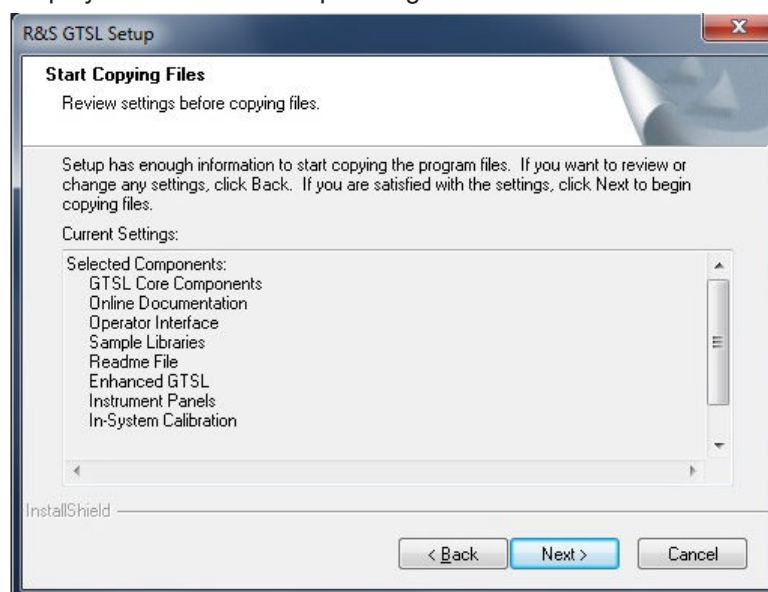 R&S GTSL Setup
Start Copying Files
Review settings before copying files.
Setup has enough information to start copying the program files. If you want to review or
change any settings, click Back. If you are satisfied with the settings, click Next to begin
copying files.
Current Settings:
Selected Components:
GTSL Core Components
Online Documentation
Operator Interface
Sample Libraries
Readme File
Enhanced GTSL
Instrument Panels
In-System Calibration
InstallShield
< Back
Next >
Cancel